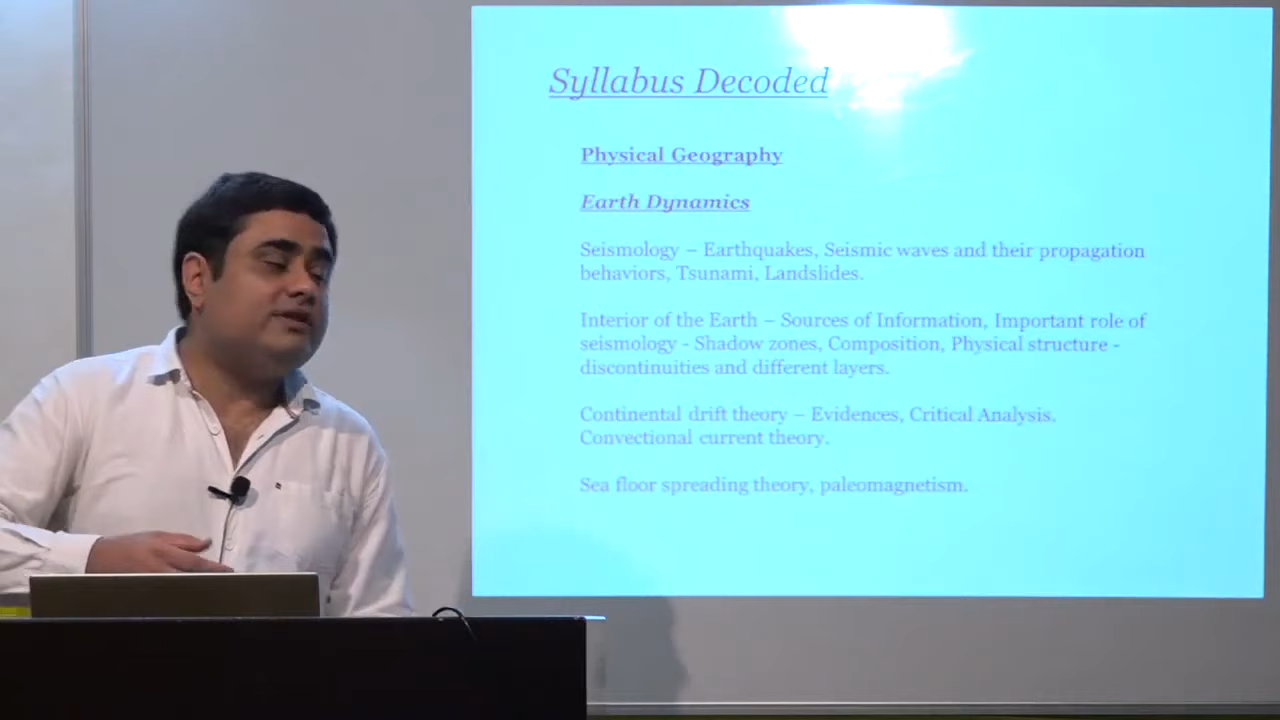 Syllabus Decoded
Physical Geography
Earth Dynamics
Seismology – Earthquakes, Seismic waves and their propagation
behaviors, Tsunami, Landslides.
Interior of the Earth – Sources of Information, Important role of
seismology - Shadow zones, Composition, Physical structure -
discontinuities and different layers.
Continental drift theory – Evidences, Critical Analysis.
Convectional current theory.
Sea floor spreading theory, paleomagnetism.